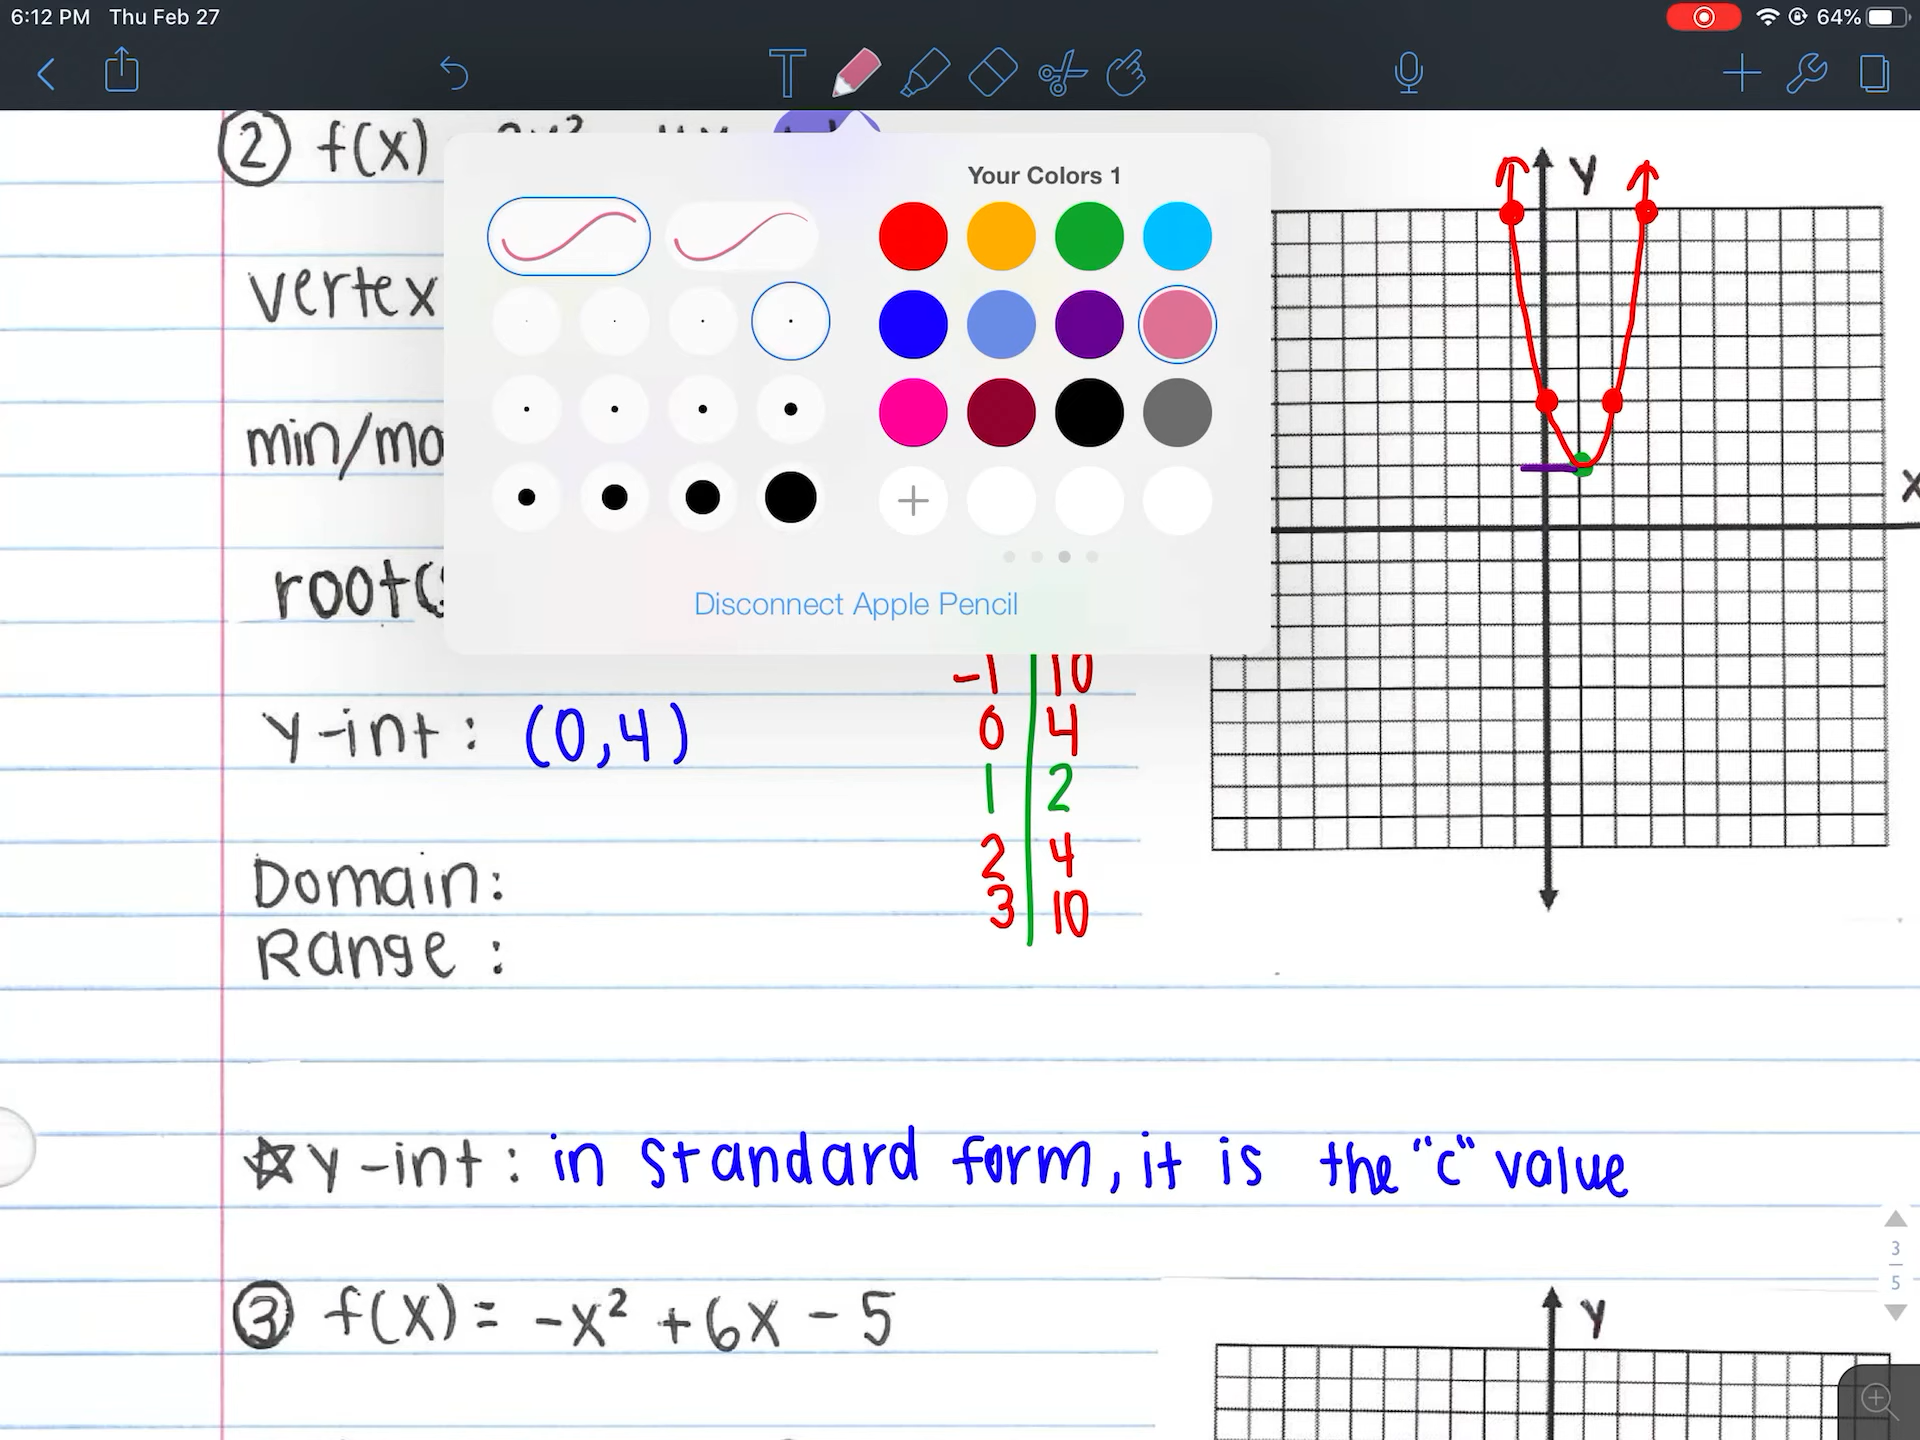 6:12 PM Thu Feb 27 64%
② f(x)
Your Colors 1
y
vertex
min/ma
x
root(s
Disconnect Apple Pencil
-1 10
y-int: (0,4) 0 4
1 2
Domain: 2 4
3 10
Range:
☆y-int: in standard form, it is the "c" value
3
5
③ f(x) = -x² + 6x - 5
y